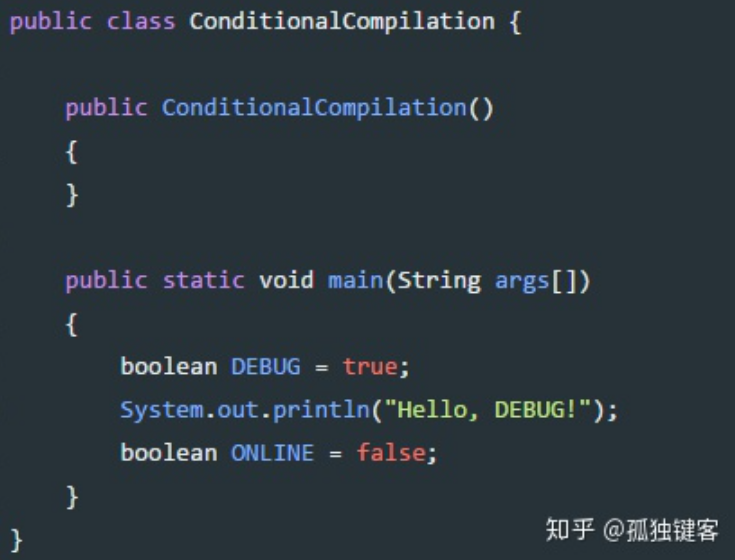 public class ConditionalCompilation {
    public ConditionalCompilation()
    {
    }
    public static void main(String args[])
    {
        boolean DEBUG = true;
        System.out.println("Hello, DEBUG!");
        boolean ONLINE = false;
    }
}
知乎 @孤独键客